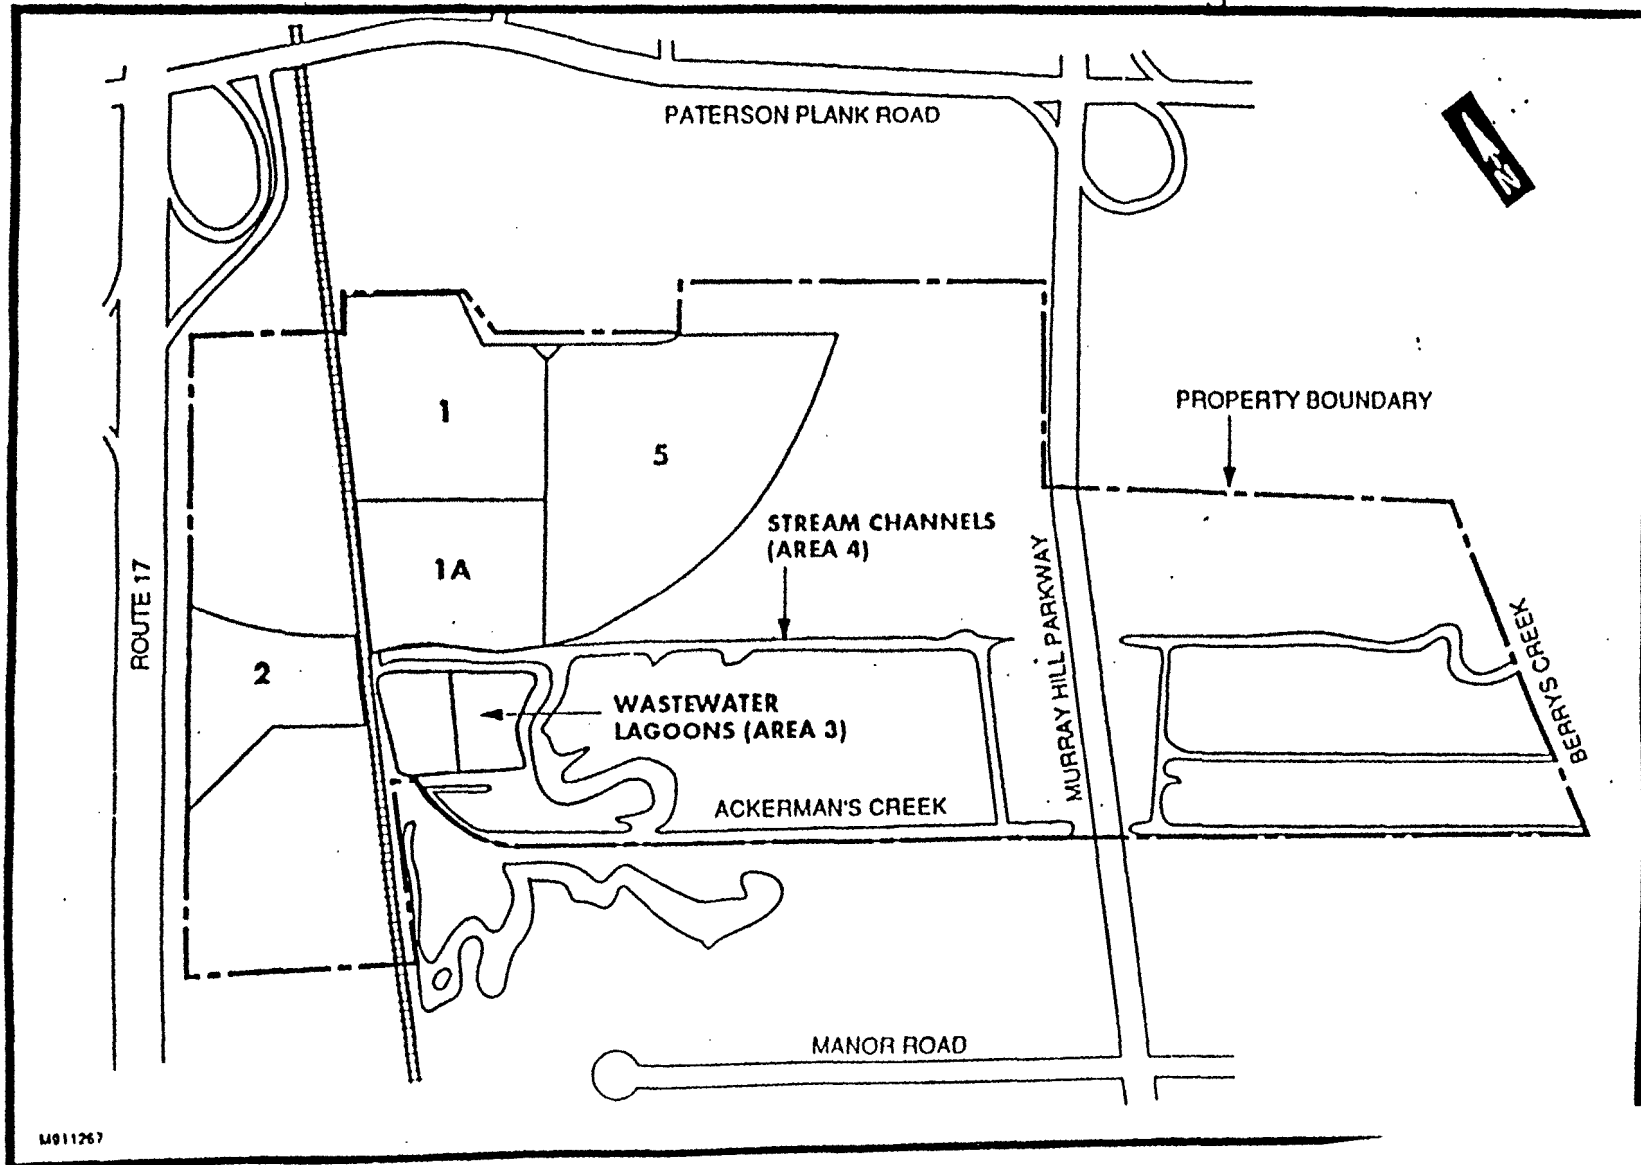 PATERSON PLANK ROAD
N
PROPERTY BOUNDARY
1
5
STREAM CHANNELS
(AREA 4)
1A
ROUTE 17
MURRAY HILL PARKWAY
BERRYS CREEK
2
WASTEWATER
LAGOONS (AREA 3)
ACKERMAN'S CREEK
MANOR ROAD
M911267